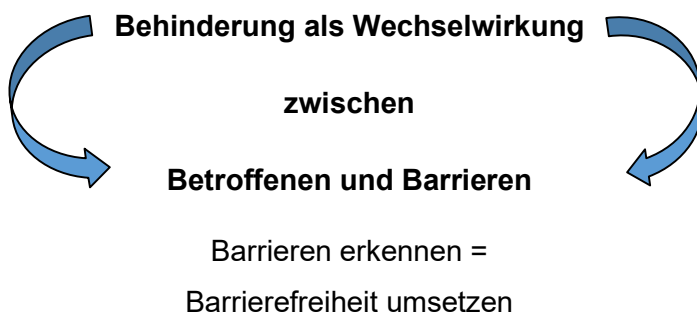 Behinderung als Wechselwirkung
zwischen
Betroffenen und Barrieren
Barrieren erkennen =
Barrierefreiheit umsetzen